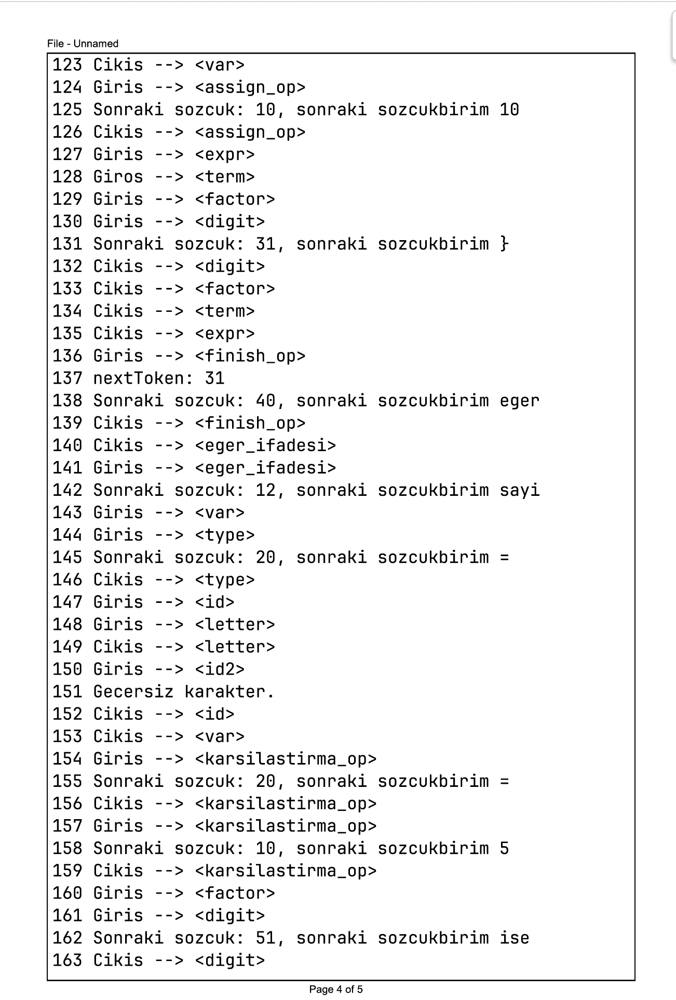 File - Unnamed
123 Cikis --> <var>
124 Giris --> <assign_op>
125 Sonraki sozcuk: 10, sonraki sozcukbirim 10
126 Cikis --> <assign_op>
127 Giris --> <expr>
128 Giros --> <term>
129 Giris --> <factor>
130 Giris --> <digit>
131 Sonraki sozcuk: 31, sonraki sozcukbirim }
132 Cikis --> <digit>
133 Cikis --> <factor>
134 Cikis --> <term>
135 Cikis --> <expr>
136 Giris --> <finish_op>
137 nextToken: 31
138 Sonraki sozcuk: 40, sonraki sozcukbirim eger
139 Cikis --> <finish_op>
140 Cikis --> <eger_ifadesi>
141 Giris --> <eger_ifadesi>
142 Sonraki sozcuk: 12, sonraki sozcukbirim sayi
143 Giris --> <var>
144 Giris --> <type>
145 Sonraki sozcuk: 20, sonraki sozcukbirim =
146 Cikis --> <type>
147 Giris --> <id>
148 Giris --> <letter>
149 Cikis --> <letter>
150 Giris --> <id2>
151 Gecersiz karakter.
152 Cikis --> <id>
153 Cikis --> <var>
154 Giris --> <karsilastirma_op>
155 Sonraki sozcuk: 20, sonraki sozcukbirim =
156 Cikis --> <karsilastirma_op>
157 Giris --> <karsilastirma_op>
158 Sonraki sozcuk: 10, sonraki sozcukbirim 5
159 Cikis --> <karsilastirma_op>
160 Giris --> <factor>
161 Giris --> <digit>
162 Sonraki sozcuk: 51, sonraki sozcukbirim ise
163 Cikis --> <digit>
Page 4 of 5